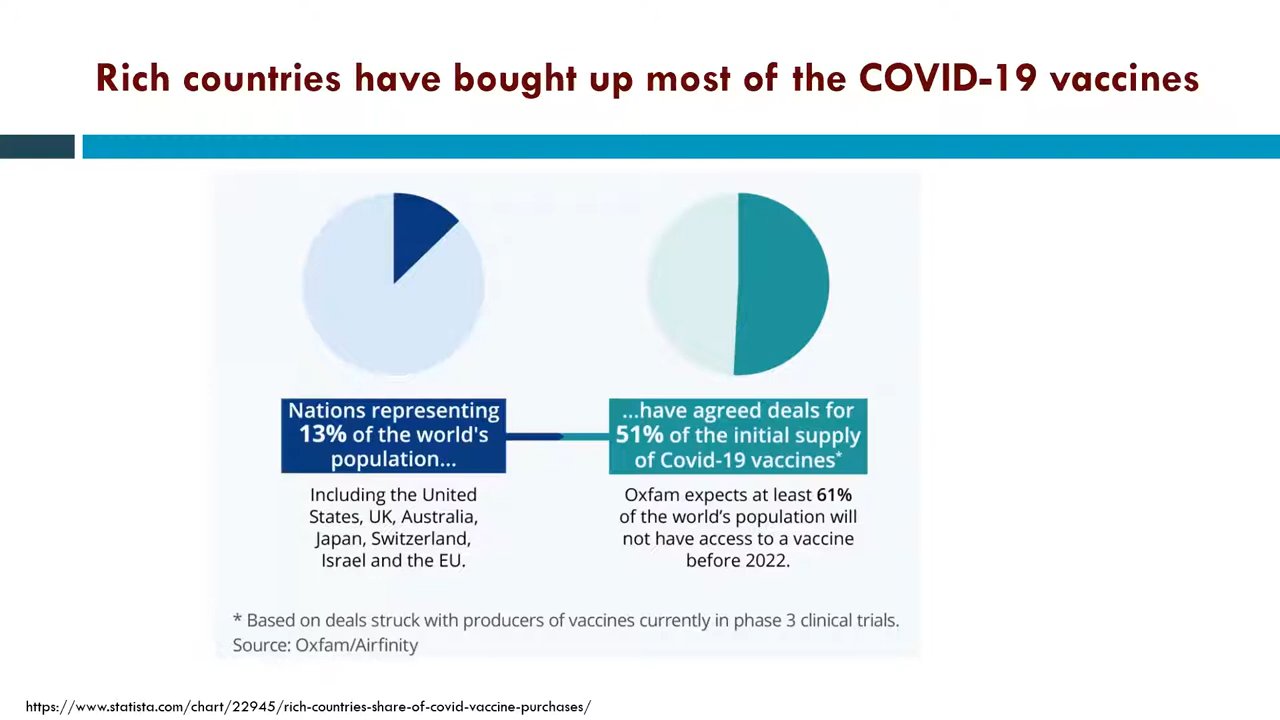 Rich countries have bought up most of the COVID-19 vaccines
Nations representing
13% of the world's
population...
...have agreed deals for
51% of the initial supply
of Covid-19 vaccines*
Including the United
States, UK, Australia,
Japan, Switzerland,
Israel and the EU.
Oxfam expects at least 61%
of the world’s population will
not have access to a vaccine
before 2022.
* Based on deals struck with producers of vaccines currently in phase 3 clinical trials.
Source: Oxfam/Airfinity
https://www.statista.com/chart/22945/rich-countries-share-of-covid-vaccine-purchases/